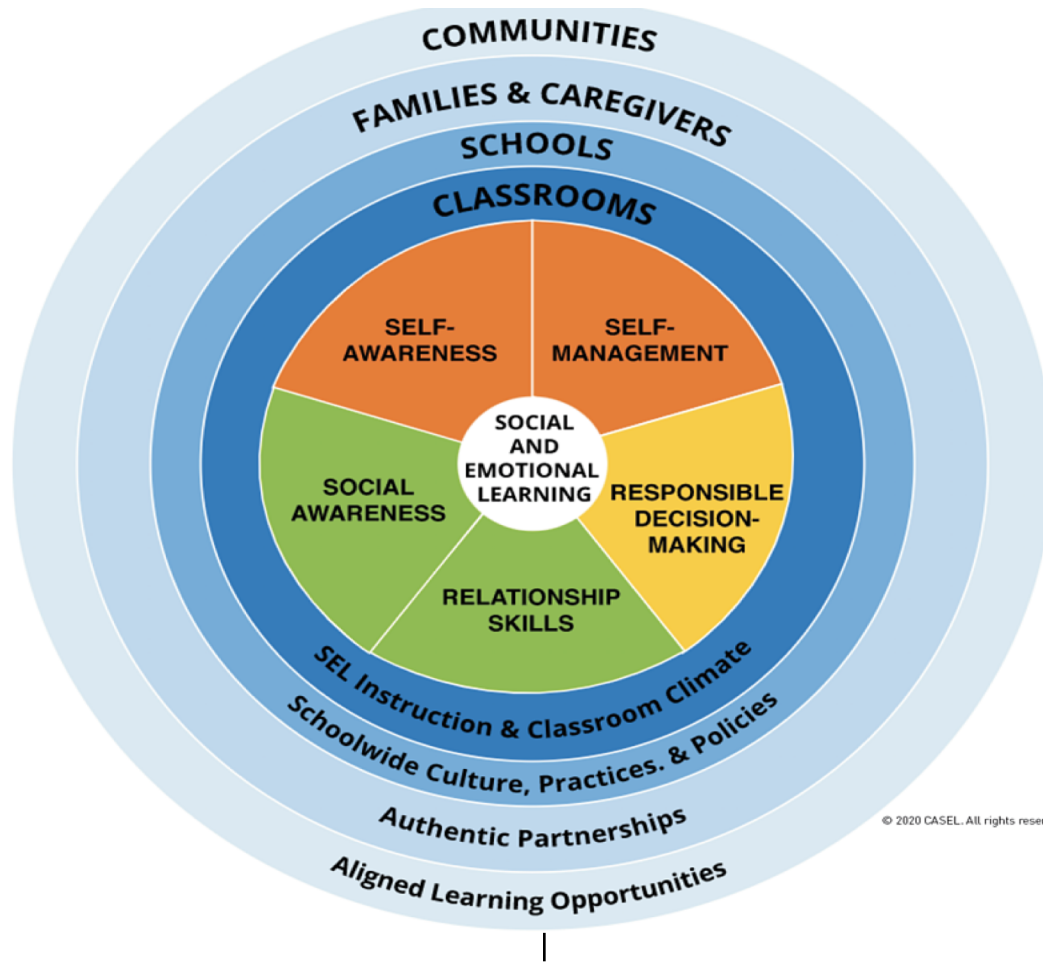 COMMUNITIES
FAMILIES & CAREGIVERS
SCHOOLS
CLASSROOMS
SELF-
AWARENESS
SELF-
MANAGEMENT
SOCIAL
AND
EMOTIONAL
LEARNING
SOCIAL
AWARENESS
RESPONSIBLE
DECISION-
MAKING
RELATIONSHIP
SKILLS
SEL Instruction & Classroom Climate
Schoolwide Culture, Practices. & Policies
Authentic Partnerships
Aligned Learning Opportunities
© 2020 CASEL. All rights reser